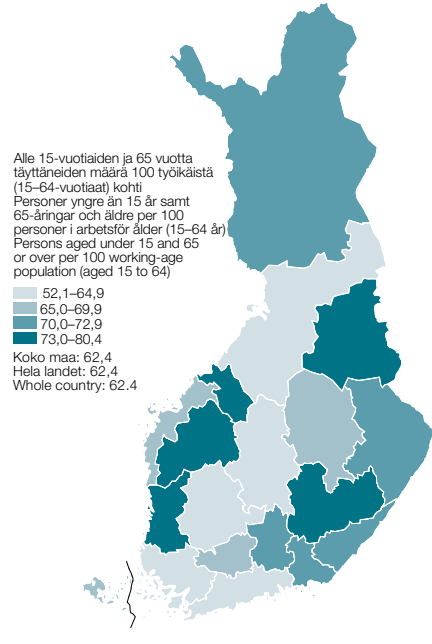 Alle 15-vuotiaiden ja 65 vuotta
täyttäneiden määrä 100 työikäistä
(15–64-vuotiaat) kohti
Personer yngre än 15 år samt
65-åringar och äldre per 100
personer i arbetsför ålder (15–64 år)
Persons aged under 15 and 65
or over per 100 working-age
population (aged 15 to 64)
52,1–64,9
65,0–69,9
70,0–72,9
73,0–80,4
Koko maa: 62,4
Hela landet: 62,4
Whole country: 62.4